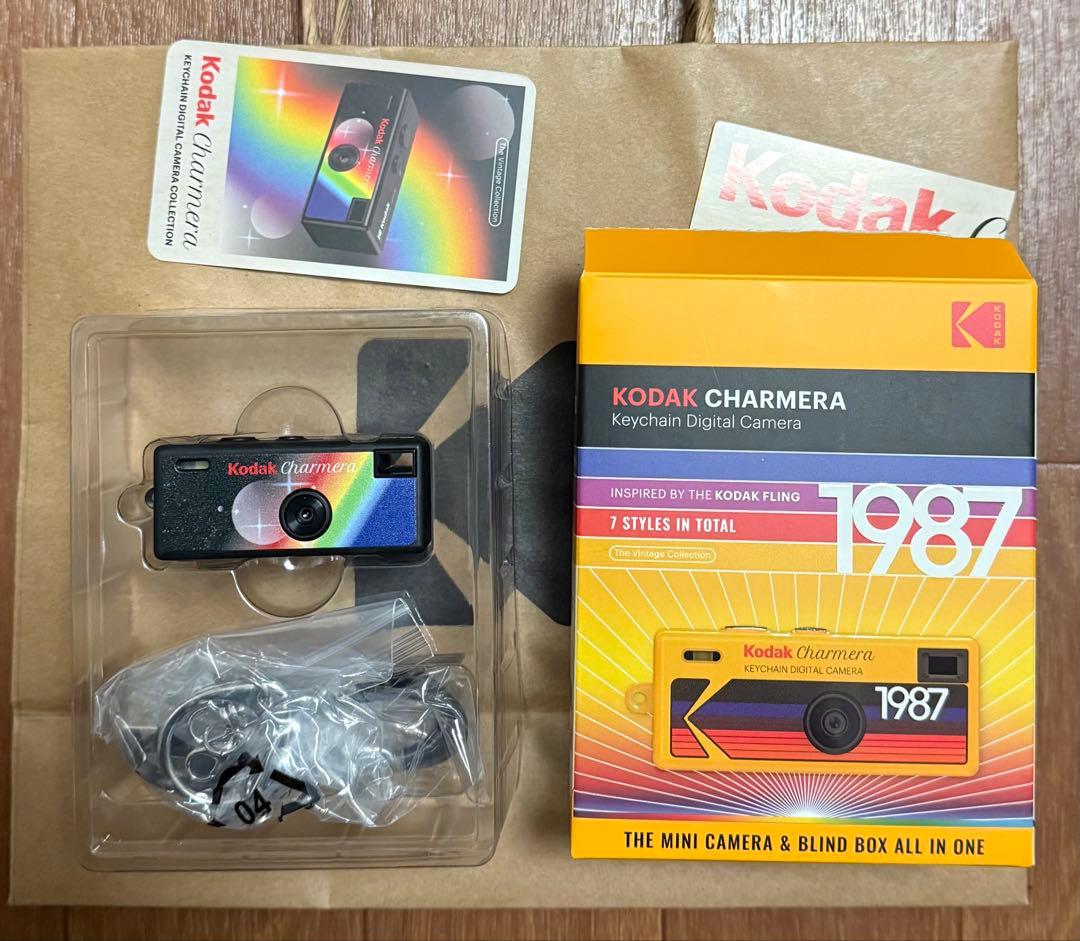 Kodak Charmera
KEYCHAIN DIGITAL CAMERA COLLECTION
Kodak Charmera
The Vintage Collection
Kodak
KODAK
KODAK CHARMERA
Keychain Digital Camera
INSPIRED BY THE KODAK FLING
1987
7 STYLES IN TOTAL
The Vintage Collection
Kodak Charmera
KEYCHAIN DIGITAL CAMERA
1987
THE MINI CAMERA & BLIND BOX ALL IN ONE
Kodak Charmera
04